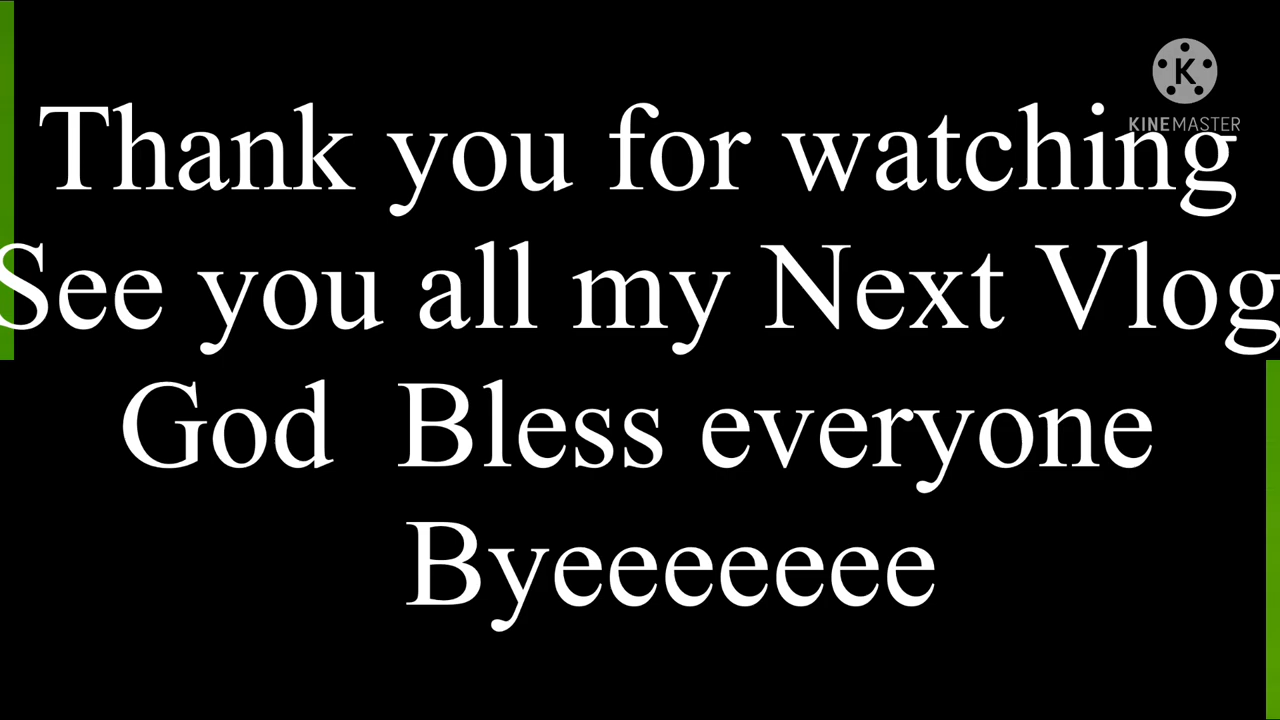 K
KINEMASTER
Thank you for watching
See you all my Next Vlog
God  Bless everyone
Byeeeeeee